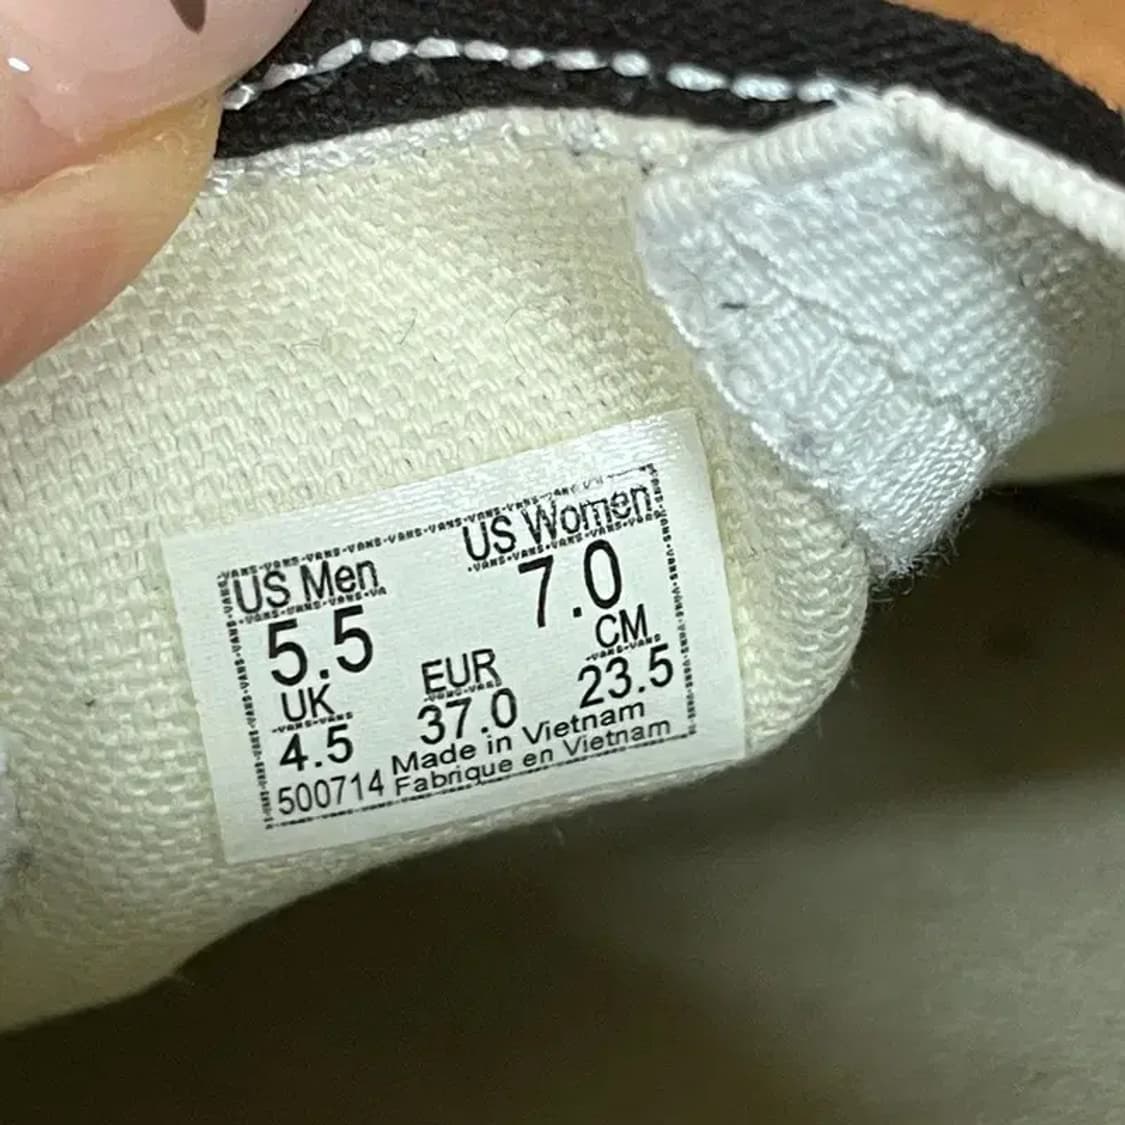 US Men US Women
5.5 7.0
UK EUR CM
4.5 37.0 23.5
Made in Vietnam
500714 Fabrique en Vietnam